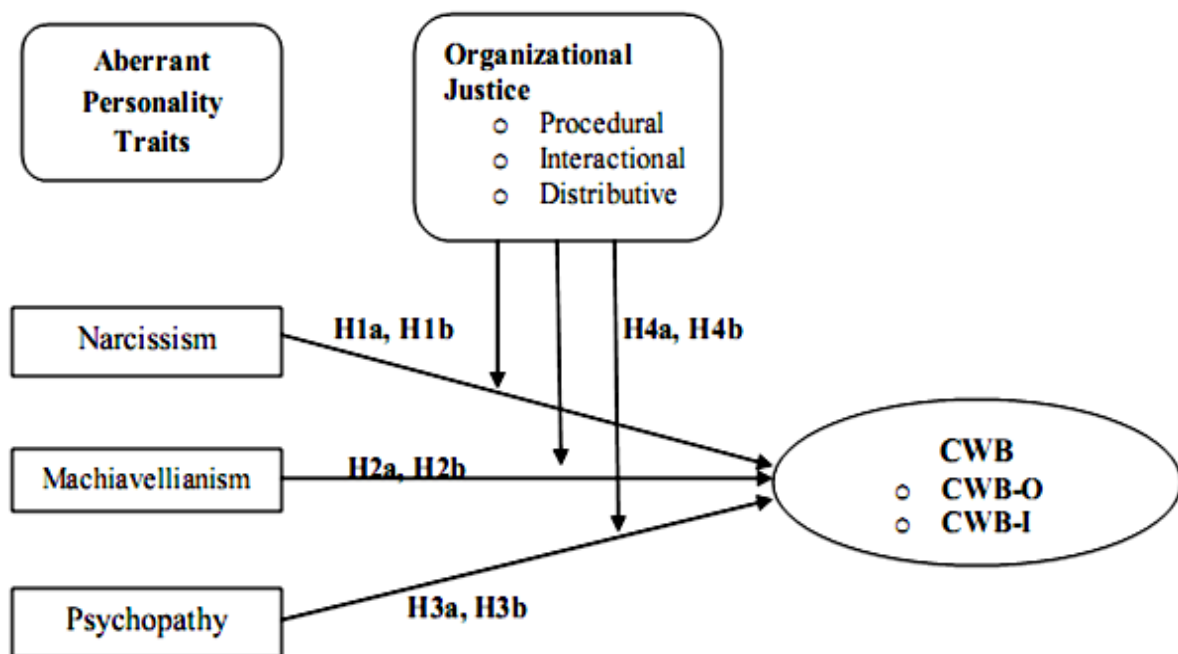 Aberrant
Personality
Traits
Organizational
Justice
Procedural
Interactional
Distributive
Narcissism
H1a, H1b
H4a, H4b
Machiavellianism
H2a, H2b
CWB
CWB-O
CWB-I
Psychopathy
H3a, H3b